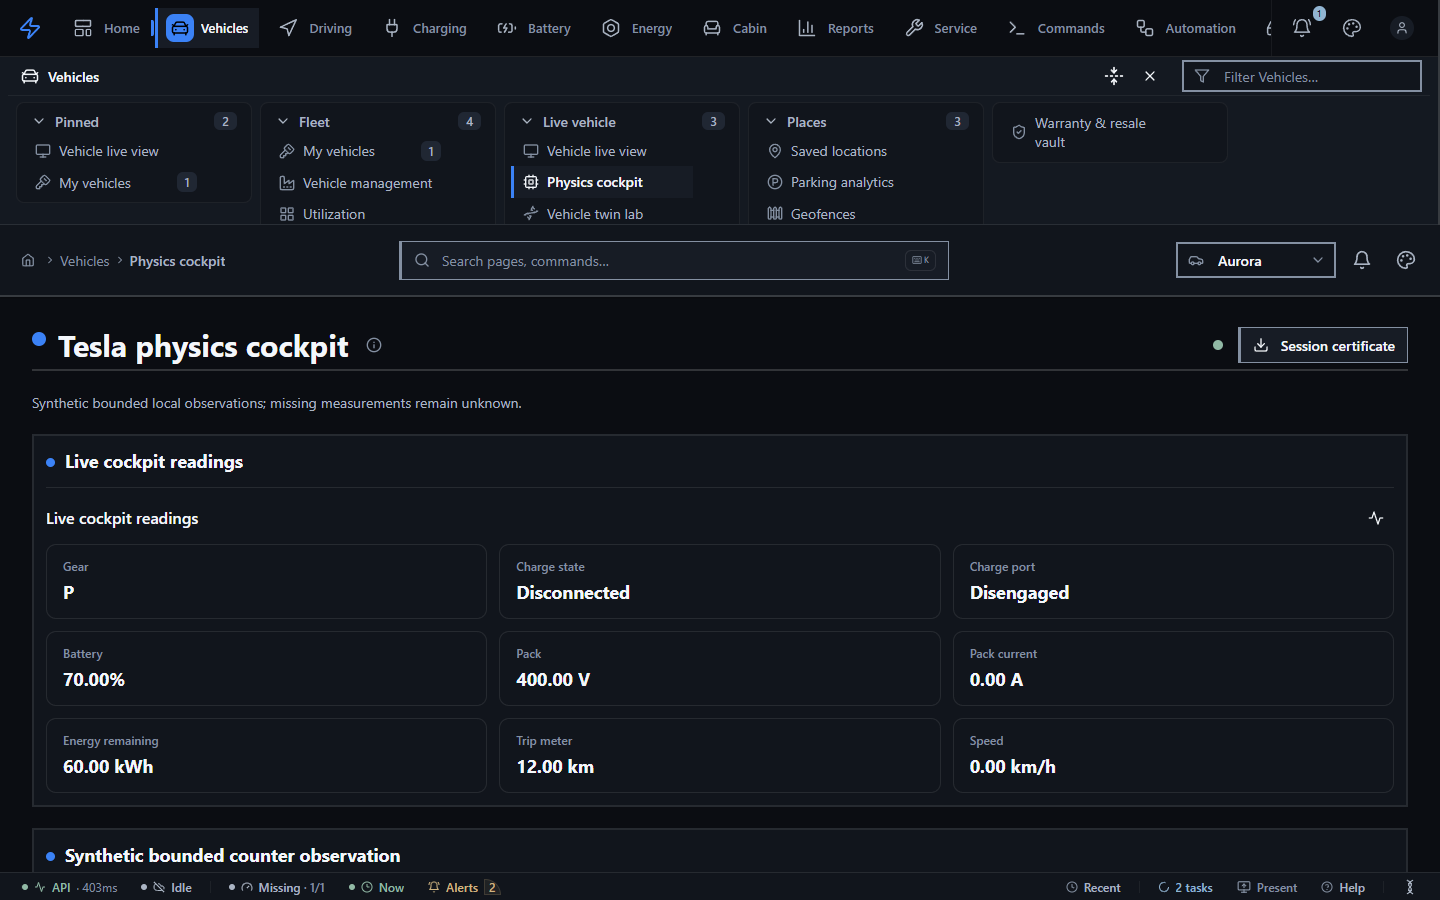 Home
Vehicles
Driving
Charging
Battery
Energy
Cabin
Reports
Service
Commands
Automation
1
Vehicles
Filter Vehicles...
Pinned 2
Vehicle live view
My vehicles 1
Fleet 4
My vehicles 1
Vehicle management
Utilization
Live vehicle 3
Vehicle live view
Physics cockpit
Vehicle twin lab
Places 3
Saved locations
Parking analytics
Geofences
Warranty & resale
vault
Vehicles
Physics cockpit
Search pages, commands...
K
Aurora
Tesla physics cockpit
Session certificate
Synthetic bounded local observations; missing measurements remain unknown.
Live cockpit readings
Live cockpit readings
Gear
P
Charge state
Disconnected
Charge port
Disengaged
Battery
70.00%
Pack
400.00 V
Pack current
0.00 A
Energy remaining
60.00 kWh
Trip meter
12.00 km
Speed
0.00 km/h
Synthetic bounded counter observation
API · 403ms
Idle
Missing · 1/1
Now
Alerts 2
Recent
2 tasks
Present
Help